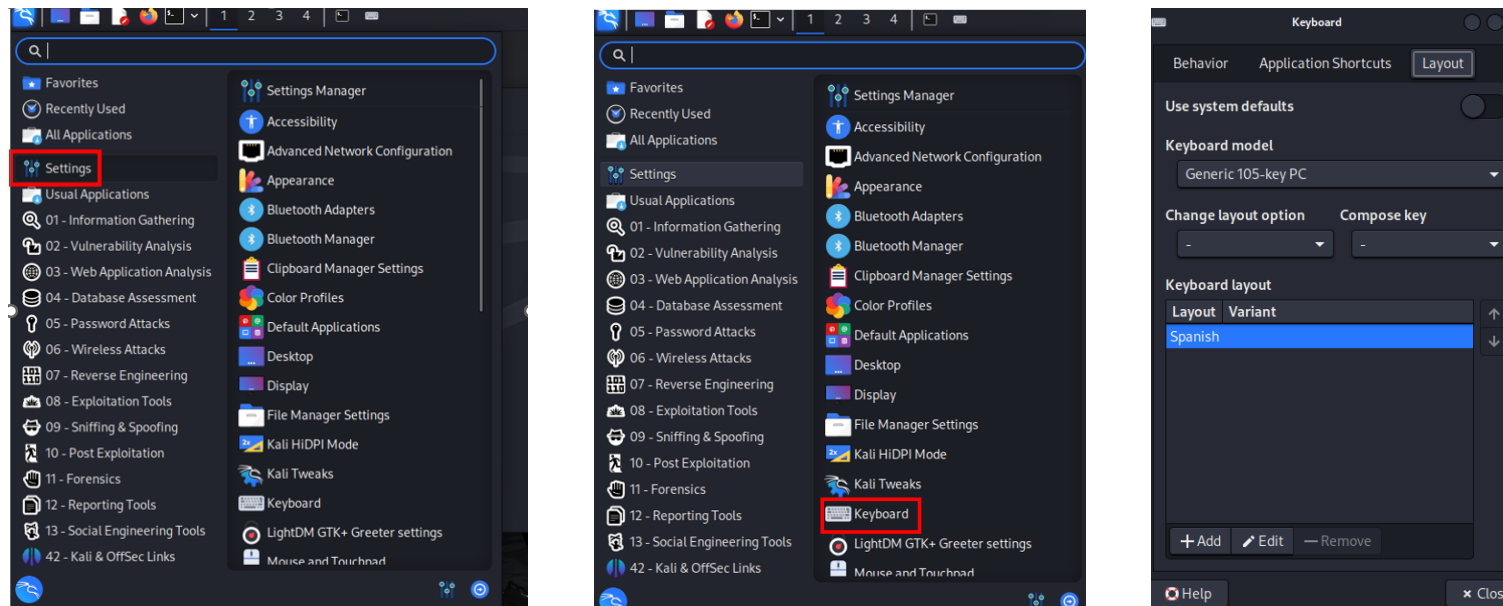 1 2 3 4
Favorites
Recently Used
All Applications
Settings
Usual Applications
01 - Information Gathering
02 - Vulnerability Analysis
03 - Web Application Analysis
04 - Database Assessment
05 - Password Attacks
06 - Wireless Attacks
07 - Reverse Engineering
08 - Exploitation Tools
09 - Sniffing & Spoofing
10 - Post Exploitation
11 - Forensics
12 - Reporting Tools
13 - Social Engineering Tools
42 - Kali & OffSec Links
Settings Manager
Accessibility
Advanced Network Configuration
Appearance
Bluetooth Adapters
Bluetooth Manager
Clipboard Manager Settings
Color Profiles
Default Applications
Desktop
Display
File Manager Settings
Kali HiDPI Mode
Kali Tweaks
Keyboard
LightDM GTK+ Greeter settings
Mouse and Touchpad
1 2 3 4
Favorites
Recently Used
All Applications
Settings
Usual Applications
01 - Information Gathering
02 - Vulnerability Analysis
03 - Web Application Analysis
04 - Database Assessment
05 - Password Attacks
06 - Wireless Attacks
07 - Reverse Engineering
08 - Exploitation Tools
09 - Sniffing & Spoofing
10 - Post Exploitation
11 - Forensics
12 - Reporting Tools
13 - Social Engineering Tools
42 - Kali & OffSec Links
Settings Manager
Accessibility
Advanced Network Configuration
Appearance
Bluetooth Adapters
Bluetooth Manager
Clipboard Manager Settings
Color Profiles
Default Applications
Desktop
Display
File Manager Settings
Kali HiDPI Mode
Kali Tweaks
Keyboard
LightDM GTK+ Greeter settings
Mouse and Touchpad
Keyboard
Behavior Application Shortcuts Layout
Use system defaults
Keyboard model
Generic 105-key PC
Change layout option Compose key
- -
Keyboard layout
Layout Variant
Spanish
+ Add Edit — Remove
Help × Clos